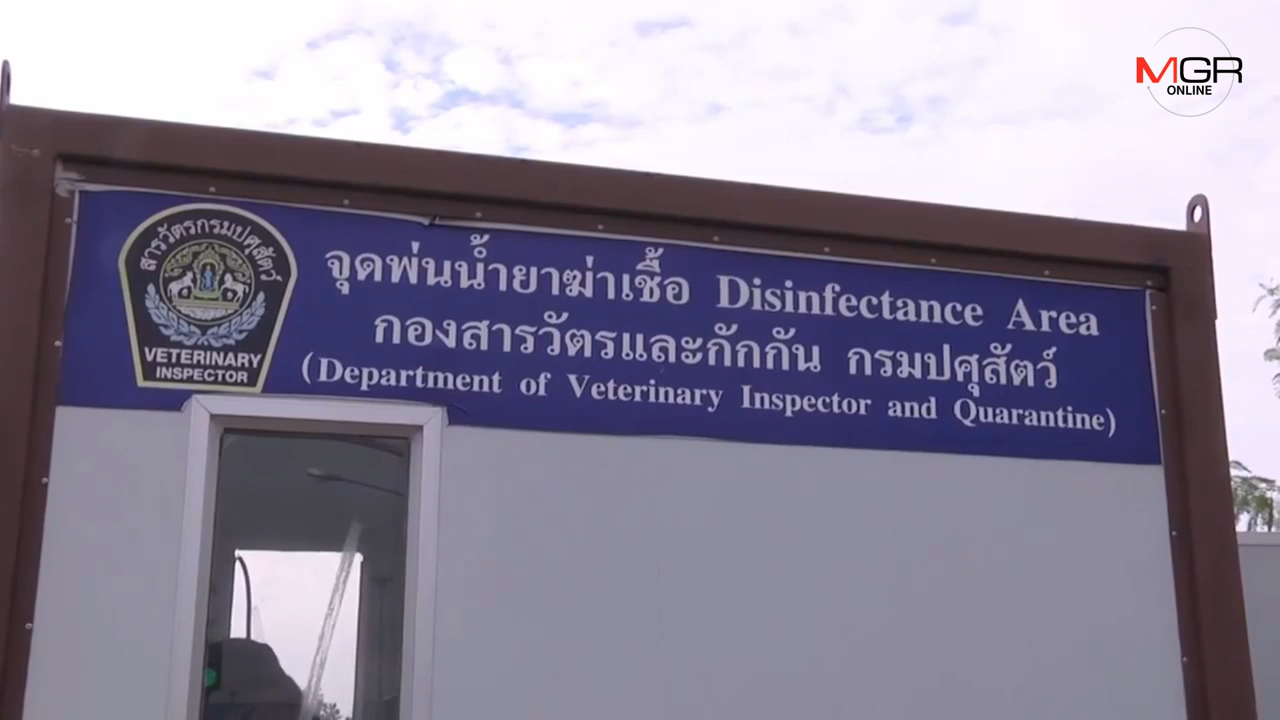 MGR
ONLINE
สารวัตรกรมปศุสัตว์
VETERINARY
INSPECTOR
จุดพ่นน้ำยาฆ่าเชื้อ Disinfectance Area
กองสารวัตรและกักกัน กรมปศุสัตว์
(Department of Veterinary Inspector and Quarantine)